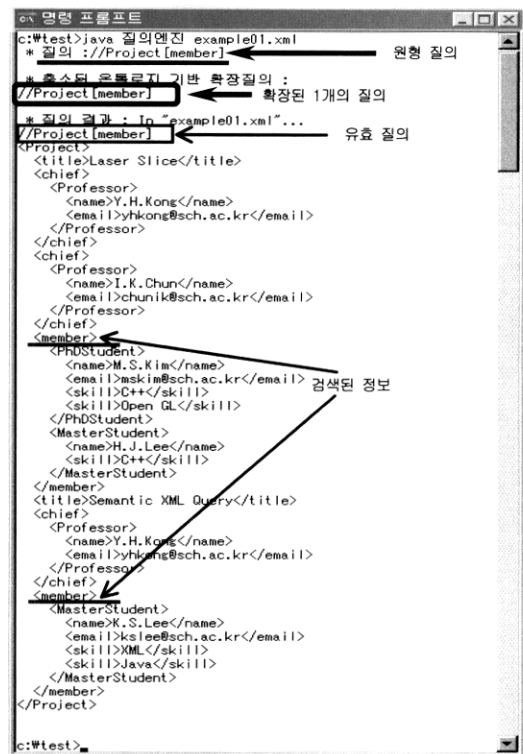 명령 프롬프트
c:₩test>java 질의엔진 example01.xml
* 질의 ://Project[member]
원형 질의
* 축소된 온톨로지 기반 확장질의 :
//Project[member]
확장된 1개의 질의
* 질의 결과 : In "example01.xml"...
//Project[member]
유효 질의
<Project>
<title>Laser Slice</title>
<chief>
<Professor>
<name>Y.H.Kong</name>
<email>yhkong@sch.ac.kr</email>
</Professor>
</chief>
<chief>
<Professor>
<name>I.K.Chun</name>
<email>chunik@sch.ac.kr</email>
</Professor>
</chief>
<member>
<PhDStudent>
<name>M.S.Kim</name>
<email>mskim@sch.ac.kr</email>
검색된 정보
<skill>C++</skill>
<skill>Open GL</skill>
</PhDStudent>
<MasterStudent>
<name>H.J.Lee</name>
<skill>C++</skill>
</MasterStudent>
</member>
<title>Semantic XML Query</title>
<chief>
<Professor>
<name>Y.H.Kong</name>
<email>yhkong@sch.ac.kr</email>
</Professor>
</chief>
<member>
<MasterStudent>
<name>K.S.Lee</name>
<email>kslee@sch.ac.kr</email>
<skill>XML</skill>
<skill>Java</skill>
</MasterStudent>
</member>
</Project>
c:₩test>